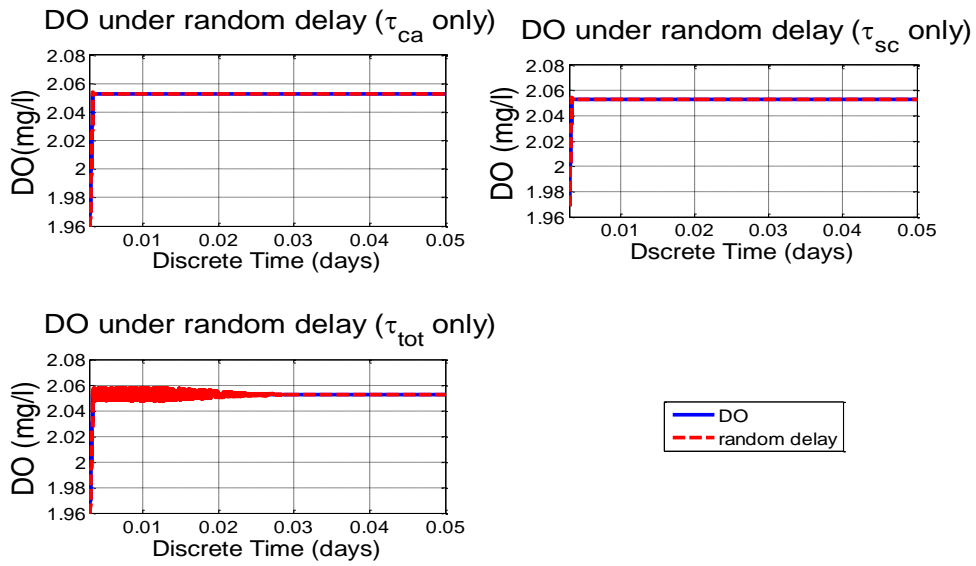 DO under random delay (τca only)
2.08
2.06
2.04
2.02
2
1.98
1.96
DO(mg/l)
0.01 0.02 0.03 0.04 0.05
Discrete Time (days)
DO under random delay (τsc only)
2.08
2.06
2.04
2.02
2
1.98
1.96
DO (mg/l)
0.01 0.02 0.03 0.04 0.05
Dscrete Time (days)
DO under random delay (τtot only)
2.08
2.06
2.04
2.02
2
1.98
1.96
DO (mg/l)
0.01 0.02 0.03 0.04 0.05
Discrete Time (days)
DO
random delay